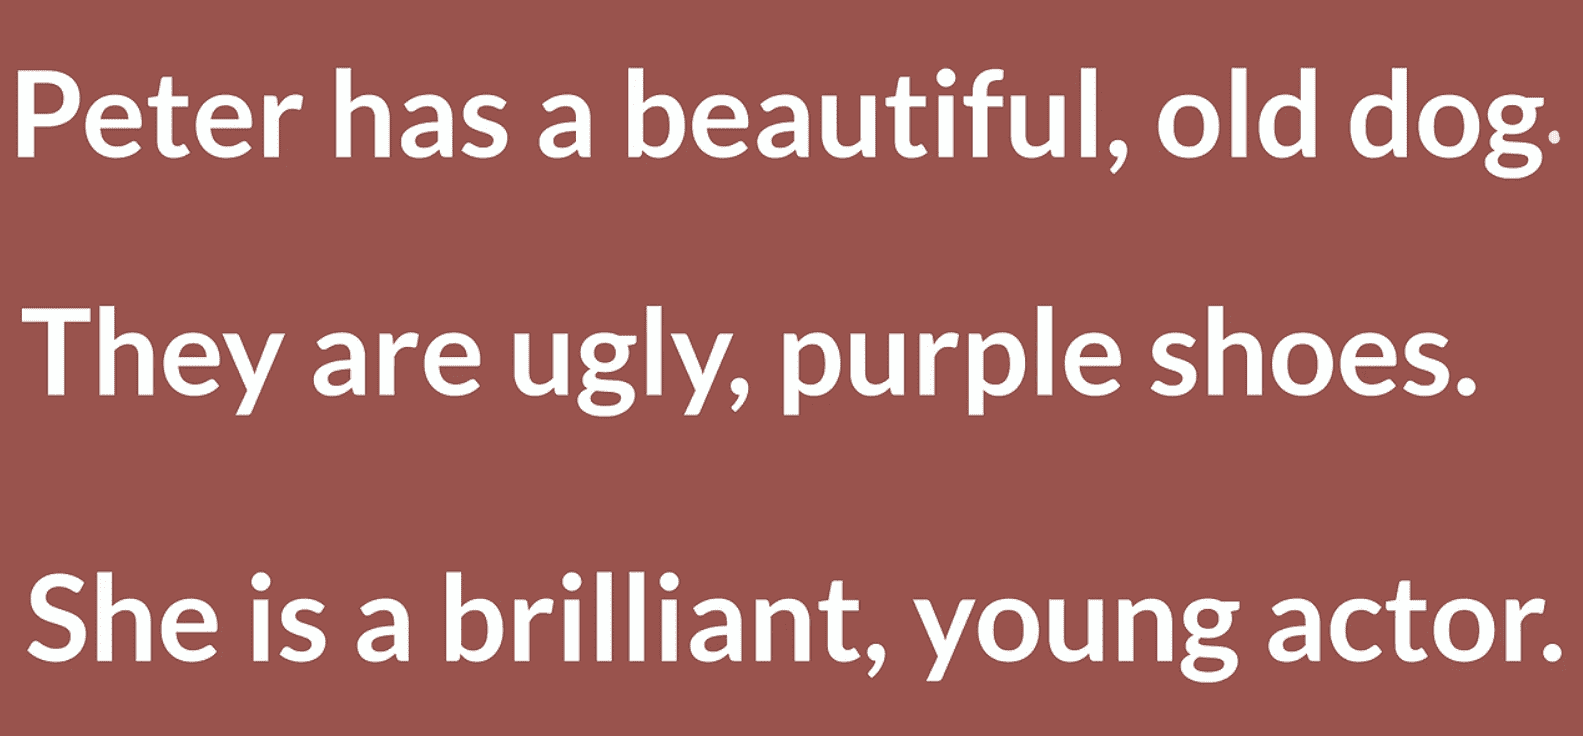 Peter has a beautiful, old dog.
They are ugly, purple shoes.
She is a brilliant, young actor.